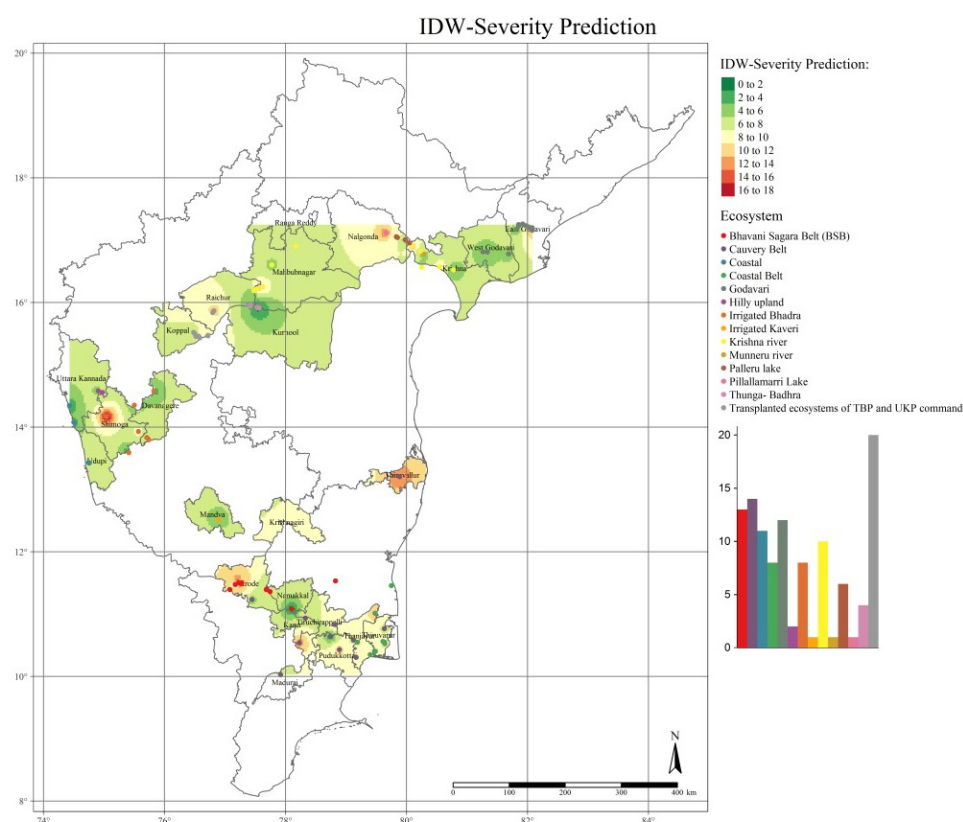 IDW-Severity Prediction
20°
18°
16°
14°
12°
10°
8°
74°
76°
78°
80°
82°
84°
Ranga Reddy
Nalgonda
East Godavari
West Godavari
Krishna
Mahbubnagar
Raichur
Koppal
Kurnool
Uttara Kannada
Davanagere
Shimoga
Udupi
Mandya
Krishnagiri
Erode
Namakkal
Karur
Tiruchirappalli
Thanjavur
Thiruvarur
Pudukkottai
Madurai
N
0
100
200
300
400 km
IDW-Severity Prediction:
0 to 2
2 to 4
4 to 6
6 to 8
8 to 10
10 to 12
12 to 14
14 to 16
16 to 18
Ecosystem
Bhavani Sagara Belt (BSB)
Cauvery Belt
Coastal
Coastal Belt
Godavari
Hilly upland
Irrigated Bhadra
Irrigated Kaveri
Krishna river
Munneru river
Palleru lake
Pillallamarri Lake
Thunga- Badhra
Transplanted ecosystems of TBP and UKP command
20
15
10
5
0